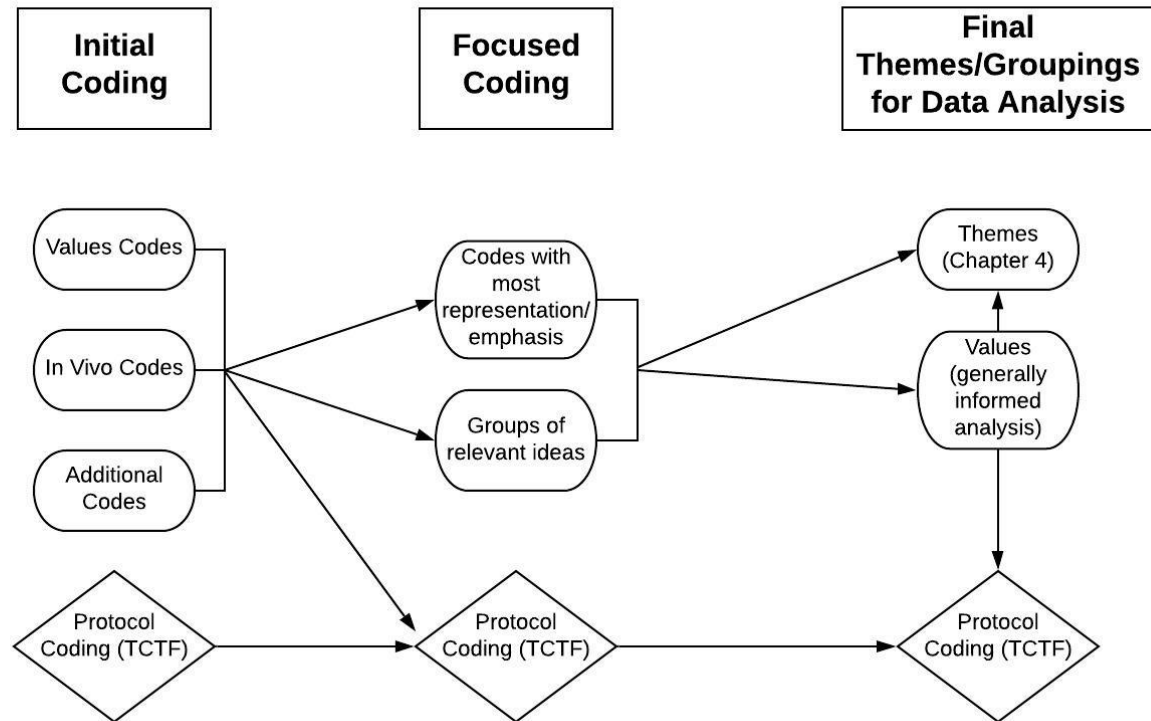 Initial
Coding
Focused
Coding
Final
Themes/Groupings
for Data Analysis
Values Codes
In Vivo Codes
Additional
Codes
Protocol
Coding (TCTF)
Codes with
most
representation/
emphasis
Groups of
relevant ideas
Protocol
Coding (TCTF)
Themes
(Chapter 4)
Values
(generally
informed
analysis)
Protocol
Coding (TCTF)